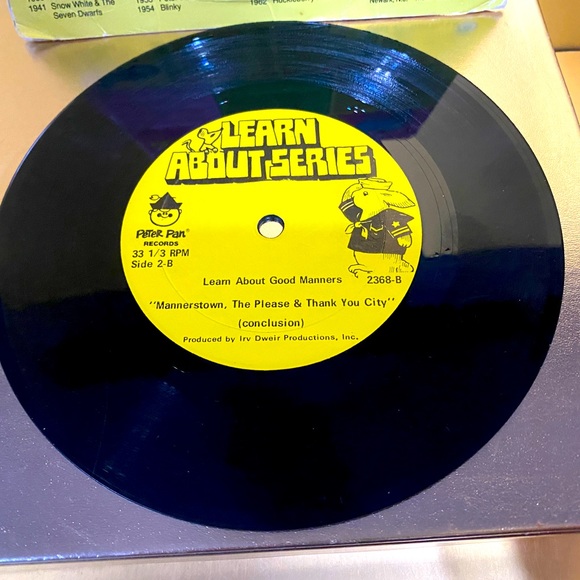 1941 Snow White & The
Seven Dwarfs
1954 Blinky
1962
LEARN
ABOUT SERIES
Peter Pan®
RECORDS
33 1/3 RPM
Side 2-B
Learn About Good Manners 2368-B
"Mannerstown, The Please & Thank You City"
(conclusion)
Produced by Irv Dweir Productions, Inc.